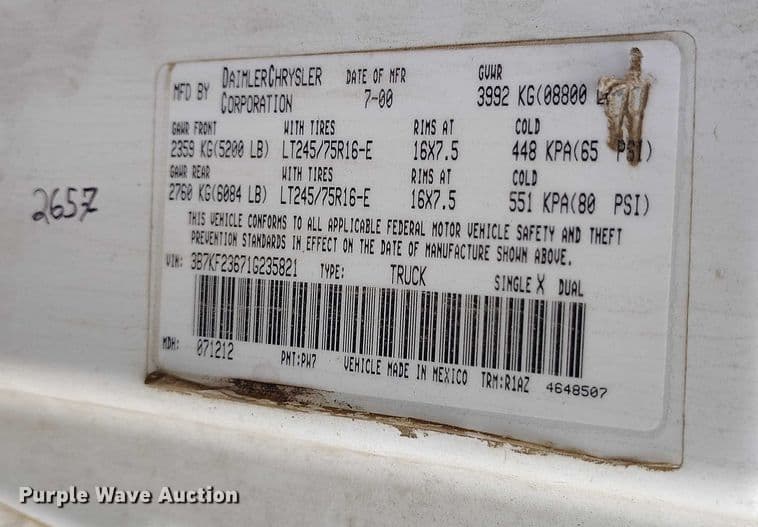 MFD BY DAIMLERCHRYSLER CORPORATION DATE OF MFR 7-00 GVWR 3992 KG(08800
GAWR FRONT WITH TIRES RIMS AT COLD
2359 KG(5200 LB) LT245/75R16-E 16X7.5 448 KPA(65 PSI)
GAWR REAR WITH TIRES RIMS AT COLD
2760 KG(6084 LB) LT245/75R16-E 16X7.5 551 KPA(80 PSI)
THIS VEHICLE CONFORMS TO ALL APPLICABLE FEDERAL MOTOR VEHICLE SAFETY AND THEFT
PREVENTION STANDARDS IN EFFECT ON THE DATE OF MANUFACTURE SHOWN ABOVE.
VIN: 3B7KF23671G235821 TYPE: TRUCK SINGLE X DUAL
MDH: 071212 PNT:PW7 VEHICLE MADE IN MEXICO TRM:R1AZ 4648507
2657
Purple Wave Auction